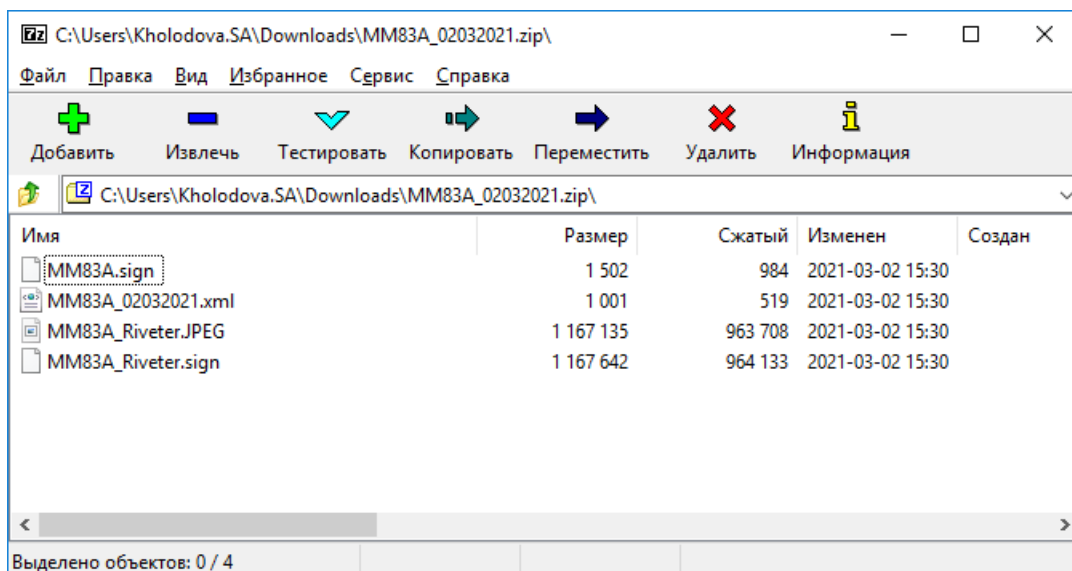 C:\Users\Kholodova.SA\Downloads\MM83A_02032021.zip\
Файл Правка Вид Избранное Сервис Справка
Добавить Извлечь Тестировать Копировать Переместить Удалить Информация
C:\Users\Kholodova.SA\Downloads\MM83A_02032021.zip\
Имя Размер Сжатый Изменен Создан
MM83A.sign 1 502 984 2021-03-02 15:30
MM83A_02032021.xml 1 001 519 2021-03-02 15:30
MM83A_Riveter.JPEG 1 167 135 963 708 2021-03-02 15:30
MM83A_Riveter.sign 1 167 642 964 133 2021-03-02 15:30
Выделено объектов: 0 / 4